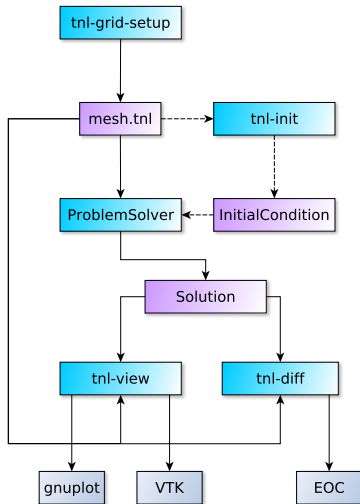 tnl-grid-setup
mesh.tnl
tnl-init
ProblemSolver
InitialCondition
Solution
tnl-view
tnl-diff
gnuplot
VTK
EOC